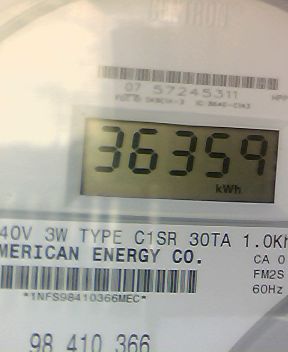 07 57245311
36359
kWh
40V 3W TYPE C1SR 30TA 1.0Kh
MERICAN ENERGY CO.
CA 0
FM2S
60Hz
*1NFS98410366MEC*
98 410 366